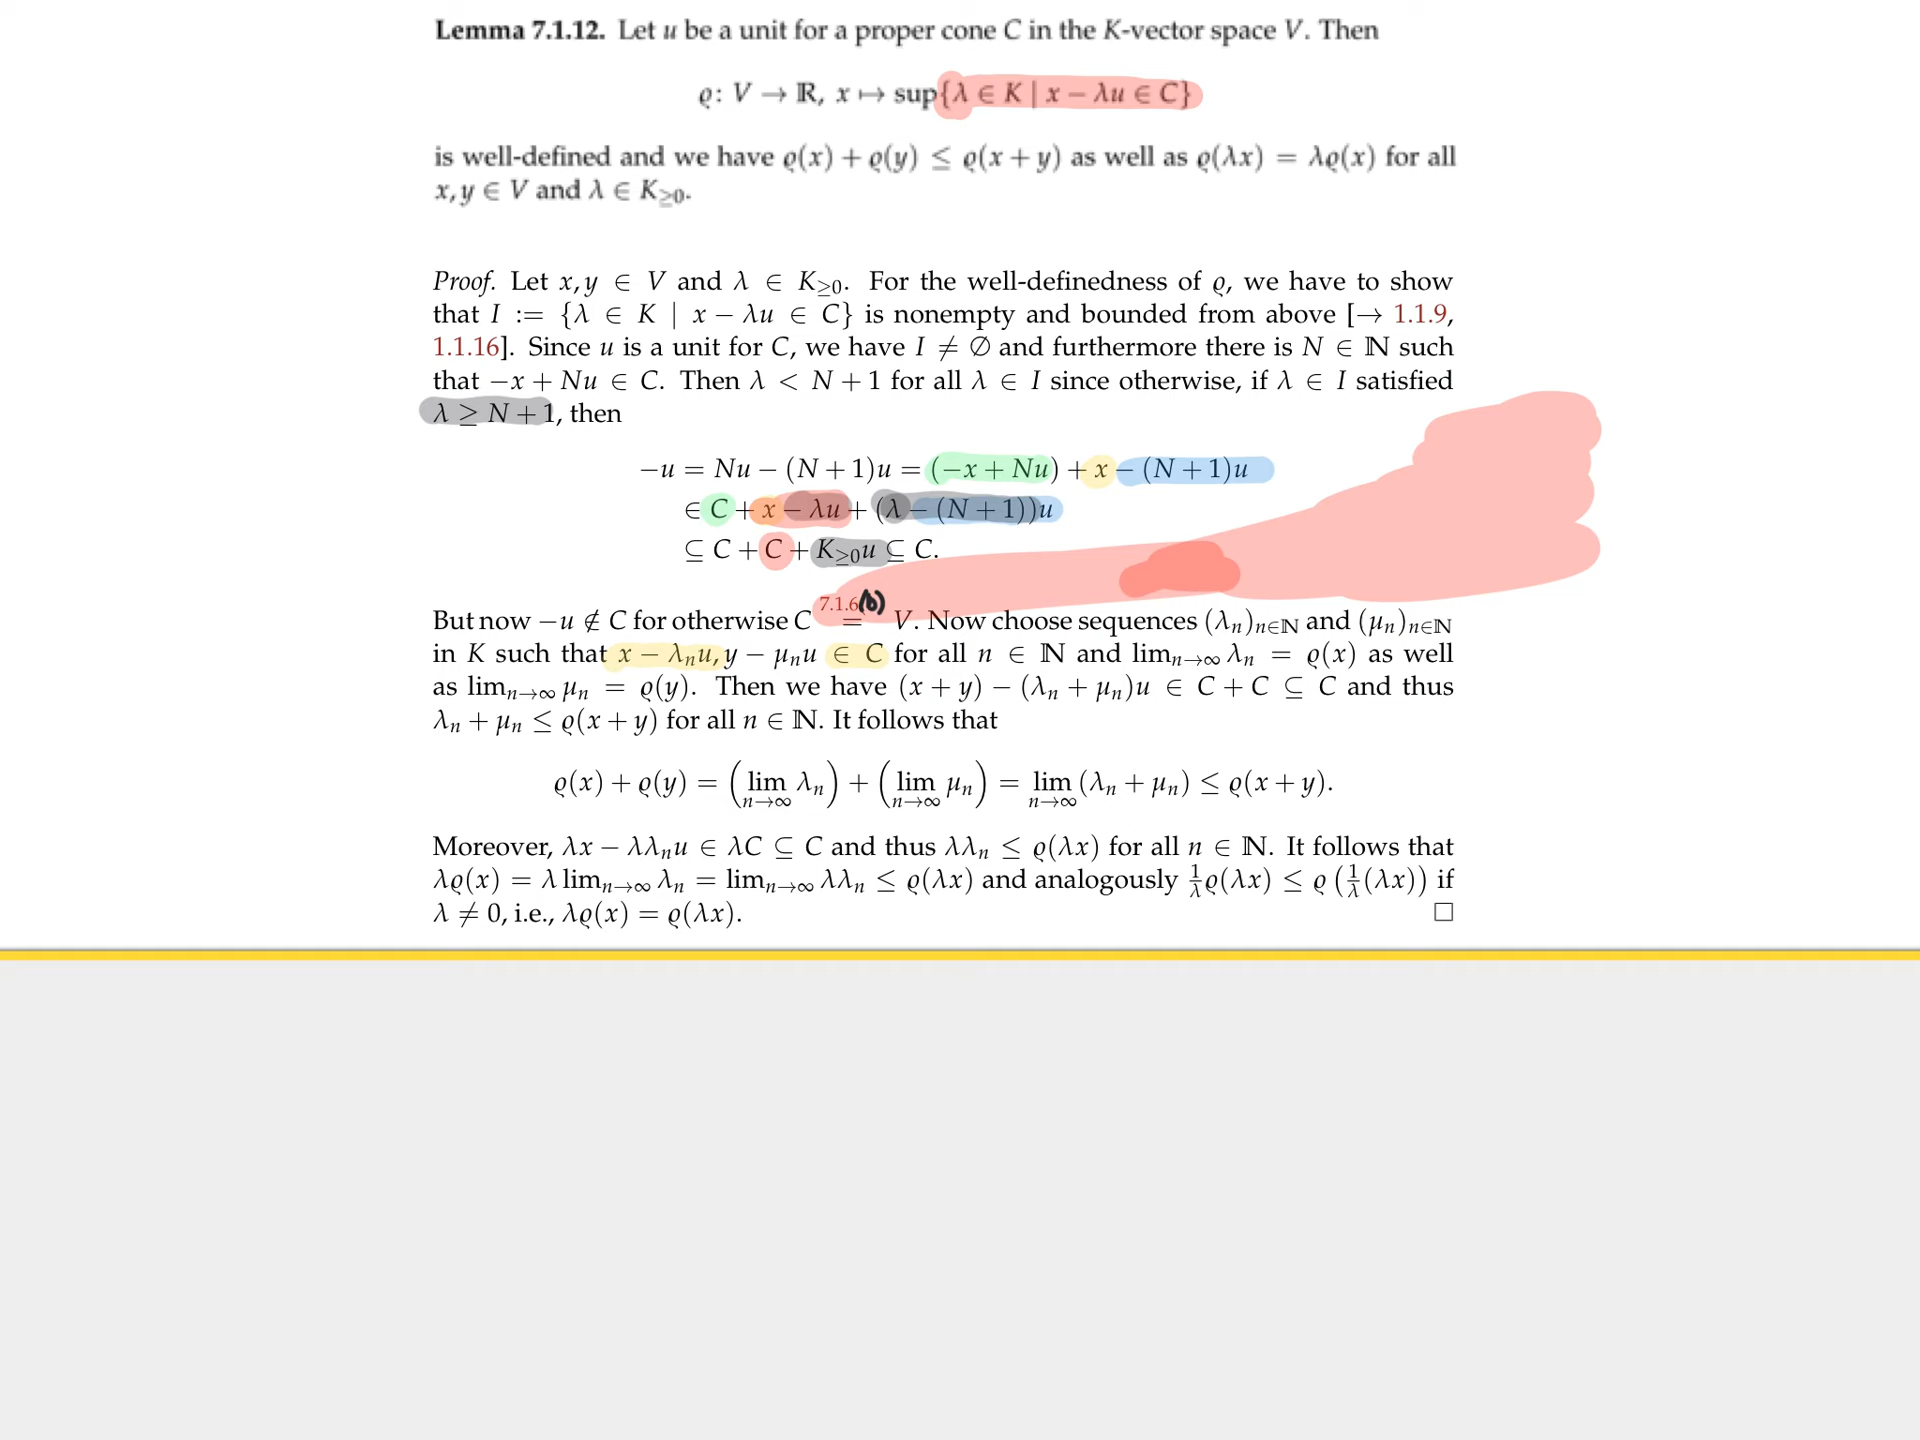 Lemma 7.1.12. Let u be a unit for a proper cone C in the K-vector space V. Then
ϱ: V → ℝ, x ↦ sup{λ ∈ K | x − λu ∈ C}
is well-defined and we have ϱ(x) + ϱ(y) ≤ ϱ(x + y) as well as ϱ(λx) = λϱ(x) for all
x, y ∈ V and λ ∈ K≥0.
Proof. Let x, y ∈ V and λ ∈ K≥0. For the well-definedness of ϱ, we have to show
that I := {λ ∈ K | x − λu ∈ C} is nonempty and bounded from above [→ 1.1.9,
1.1.16]. Since u is a unit for C, we have I ≠ ∅ and furthermore there is N ∈ ℕ such
that −x + Nu ∈ C. Then λ < N + 1 for all λ ∈ I since otherwise, if λ ∈ I satisfied
λ ≥ N + 1, then
−u = Nu − (N + 1)u = (−x + Nu) + x − (N + 1)u
∈ C + x − λu + (λ − (N + 1))u
⊆ C + C + K≥0u ⊆ C.
7.1.6(b)
But now −u ∉ C for otherwise C = V. Now choose sequences (λn)n∈ℕ and (μn)n∈ℕ
in K such that x − λnu, y − μnu ∈ C for all n ∈ ℕ and limn→∞ λn = ϱ(x) as well
as limn→∞ μn = ϱ(y). Then we have (x + y) − (λn + μn)u ∈ C + C ⊆ C and thus
λn + μn ≤ ϱ(x + y) for all n ∈ ℕ. It follows that
ϱ(x) + ϱ(y) = (lim n→∞ λn) + (lim n→∞ μn) = lim n→∞ (λn + μn) ≤ ϱ(x + y).
Moreover, λx − λλnu ∈ λC ⊆ C and thus λλn ≤ ϱ(λx) for all n ∈ ℕ. It follows that
λϱ(x) = λ limn→∞ λn = limn→∞ λλn ≤ ϱ(λx) and analogously 1/λ ϱ(λx) ≤ ϱ (1/λ (λx)) if
λ ≠ 0, i.e., λϱ(x) = ϱ(λx). □